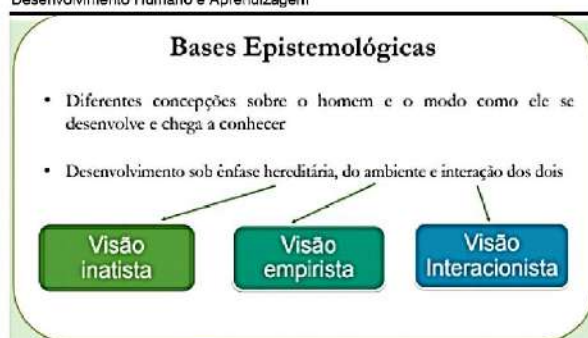 Desenvolvimento Humano e Aprendizagem
Bases Epistemológicas
• Diferentes concepções sobre o homem e o modo como ele se
desenvolve e chega a conhecer
• Desenvolvimento sob ênfase hereditária, do ambiente e interação dos dois
Visão
inatista
Visão
empirista
Visão
Interacionista